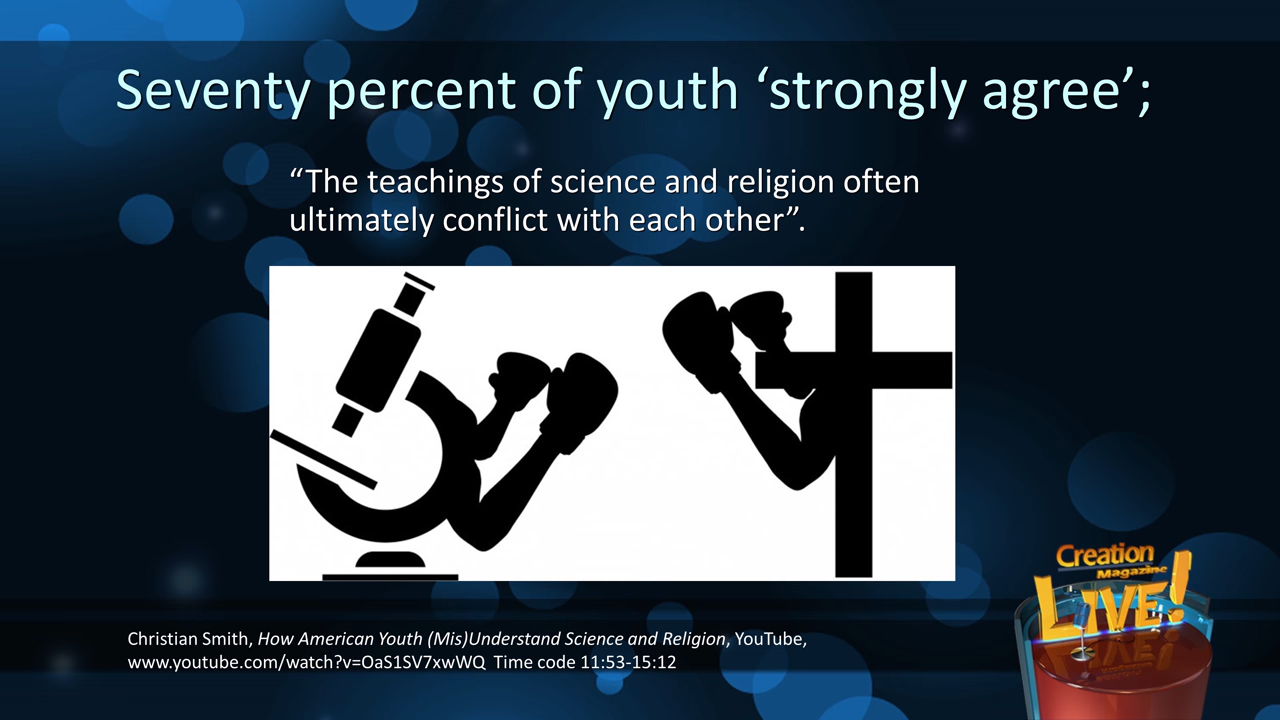 Seventy percent of youth ‘strongly agree’;
“The teachings of science and religion often
ultimately conflict with each other”.
Creation
Magazine
LIVE!
Christian Smith, How American Youth (Mis)Understand Science and Religion, YouTube,
www.youtube.com/watch?v=OaS1SV7xwWQ Time code 11:53-15:12